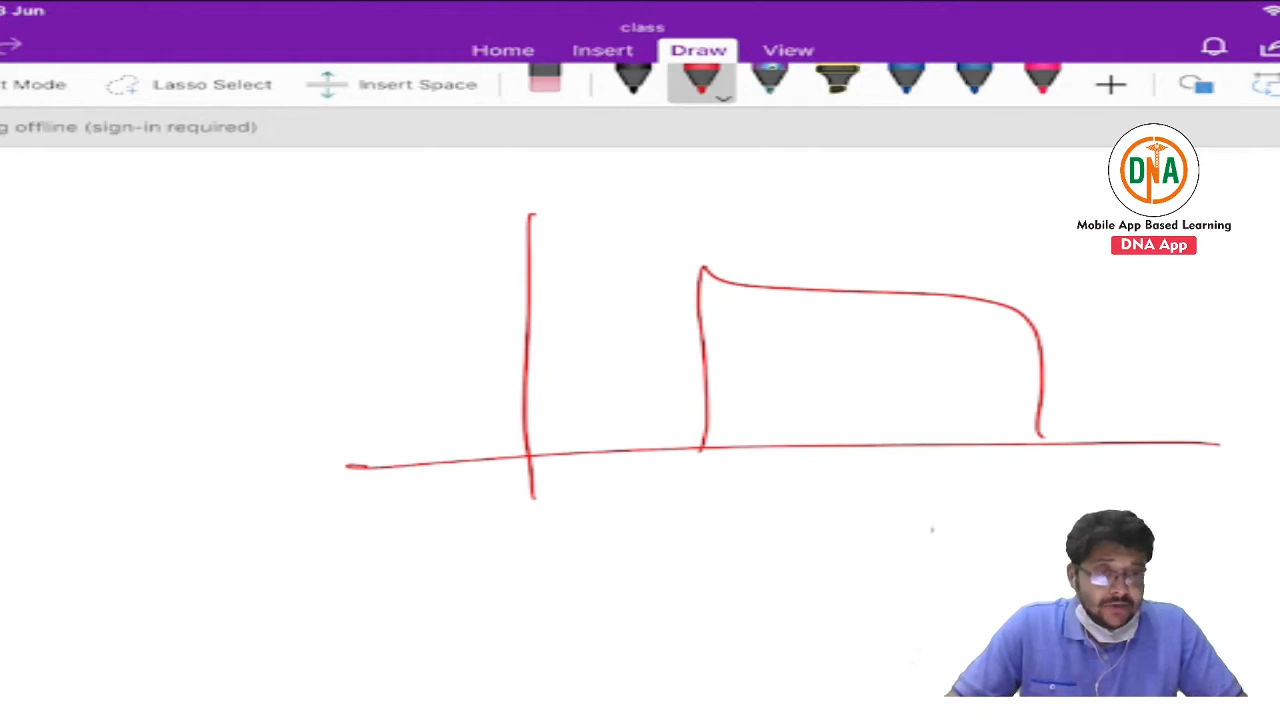 3 Jun
class
Home Insert Draw View
t Mode Lasso Select Insert Space
g offline (sign-in required)
DNA
Mobile App Based Learning
DNA App